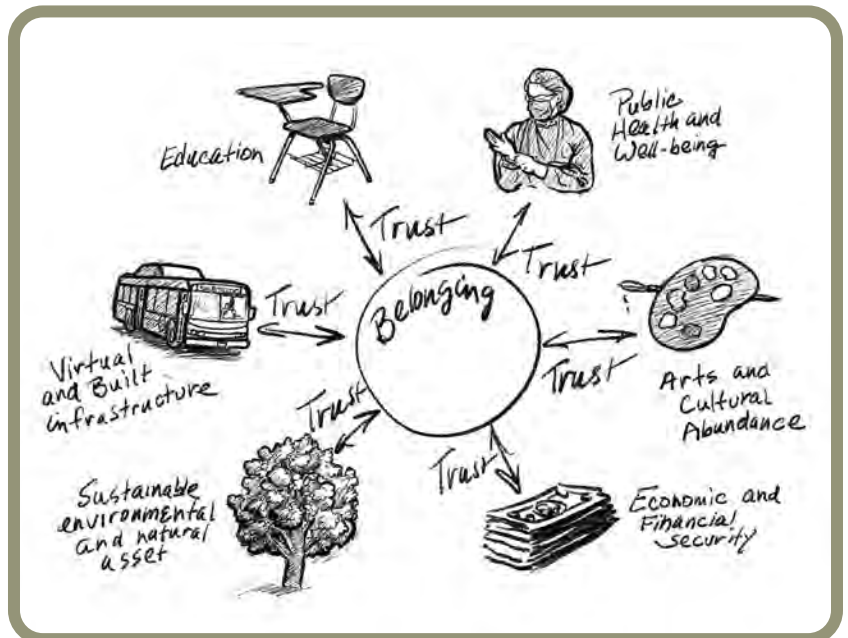 Education
Public
Health and
Well-being
Trust
Trust
Belonging
Trust
Trust
Virtual
and Built
infrastructure
Arts and
Cultural
Abundance
Trust
Trust
Sustainable
environmental
and natural
asset
Economic and
Financial
Security